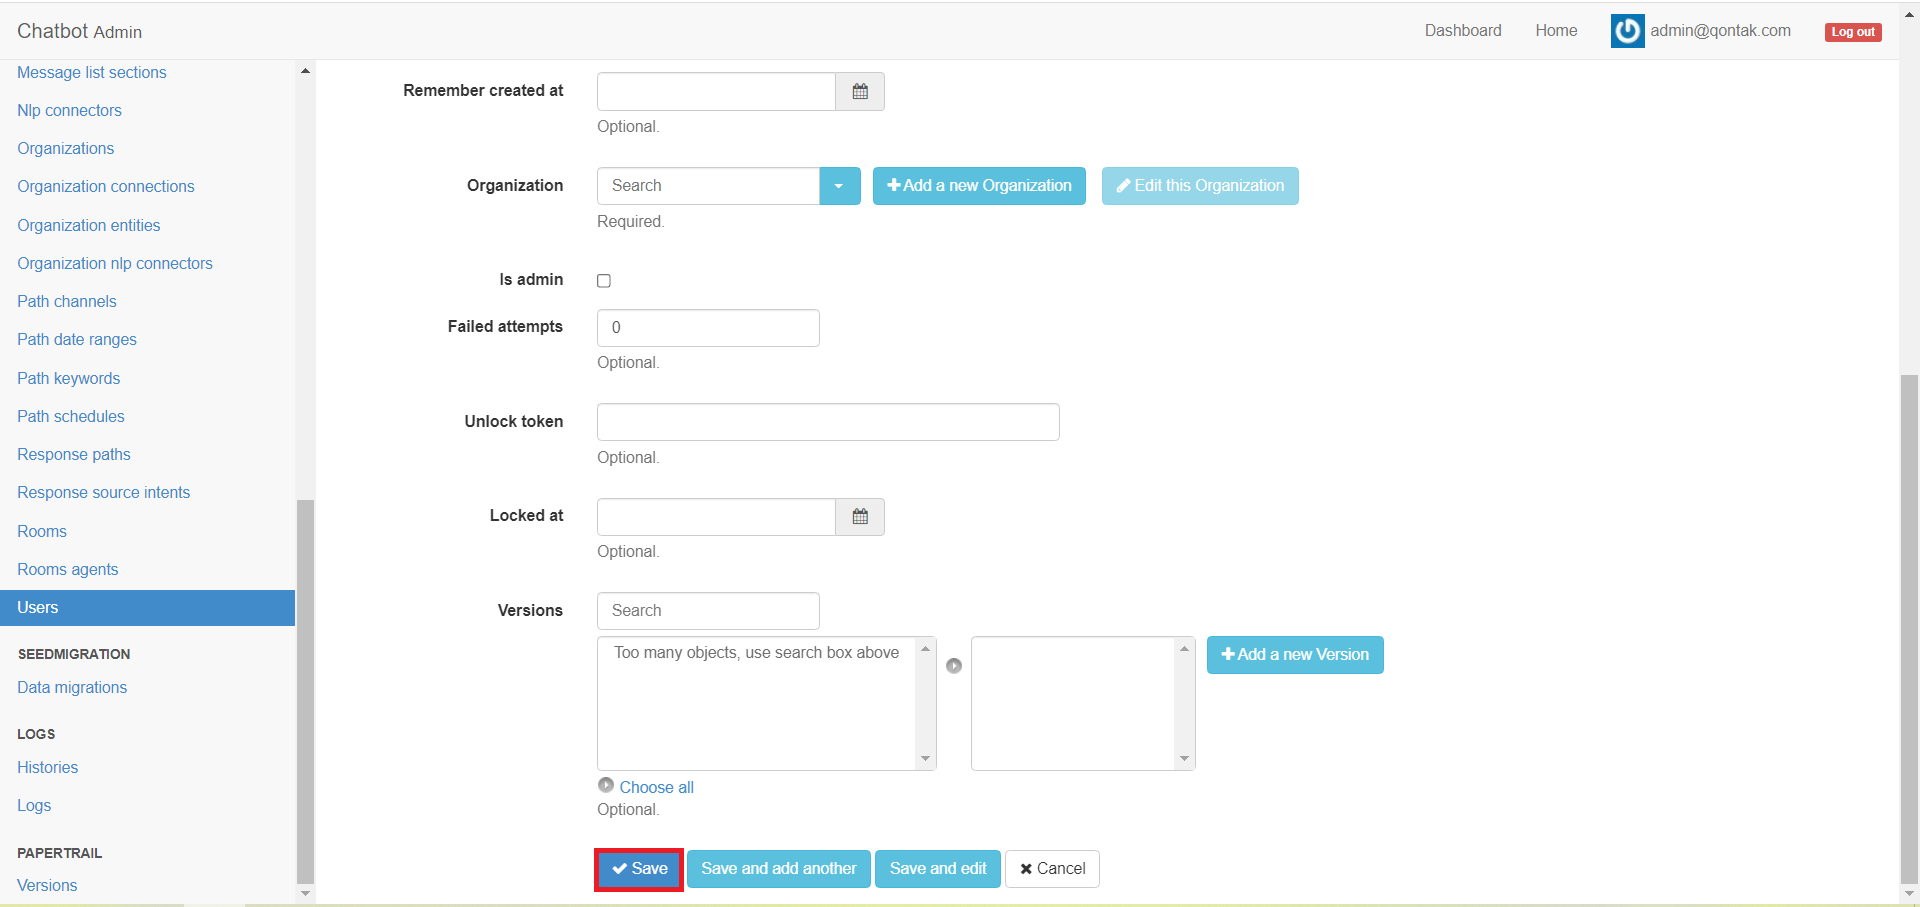 Chatbot Admin
Dashboard
Home
admin@qontak.com
Log out
Message list sections
Nlp connectors
Organizations
Organization connections
Organization entities
Organization nlp connectors
Path channels
Path date ranges
Path keywords
Path schedules
Response paths
Response source intents
Rooms
Rooms agents
Users
SEEDMIGRATION
Data migrations
LOGS
Histories
Logs
PAPERTRAIL
Versions
Remember created at
Optional.
Organization
Search
Add a new Organization
Edit this Organization
Required.
Is admin
Failed attempts
0
Optional.
Unlock token
Optional.
Locked at
Optional.
Versions
Search
Too many objects, use search box above
Add a new Version
Choose all
Optional.
Save
Save and add another
Save and edit
Cancel